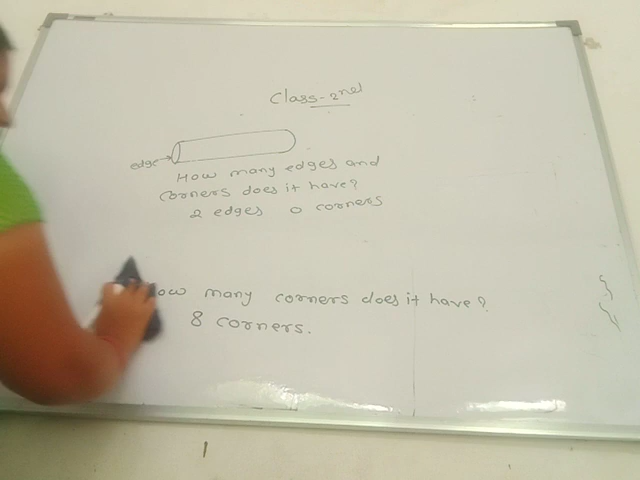 Class-2nd
edge
How many edges and
corners does it have?
2 edges 0 corners
many corners does it have?
8 corners.